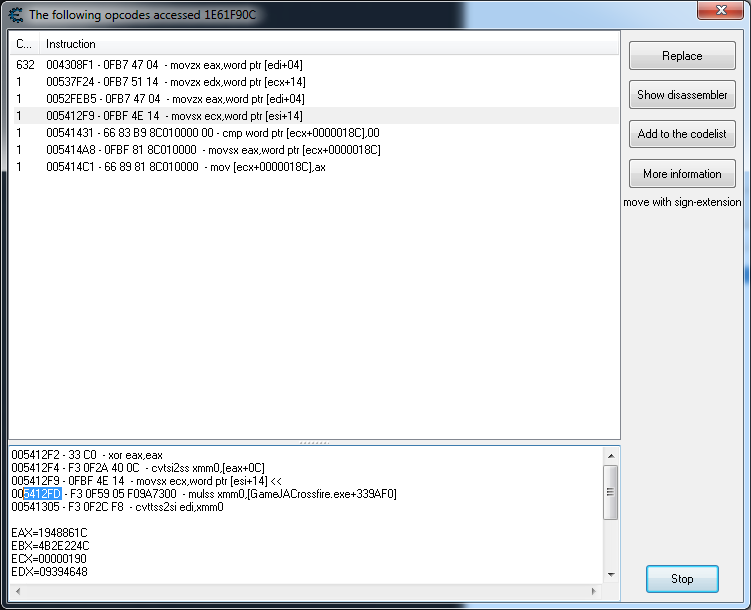 The following opcodes accessed 1E61F90C
C... Instruction
632 004308F1 - 0FB7 47 04 - movzx eax,word ptr [edi+04]
1 00537F24 - 0FB7 51 14 - movzx edx,word ptr [ecx+14]
1 0052FEB5 - 0FB7 47 04 - movzx eax,word ptr [edi+04]
1 005412F9 - 0FBF 4E 14 - movsx ecx,word ptr [esi+14]
1 00541431 - 66 83 B9 8C010000 00 - cmp word ptr [ecx+0000018C],00
1 005414A8 - 0FBF 81 8C010000 - movsx eax,word ptr [ecx+0000018C]
1 005414C1 - 66 89 81 8C010000 - mov [ecx+0000018C],ax
Replace
Show disassembler
Add to the codelist
More information
move with sign-extension
005412F2 - 33 C0 - xor eax,eax
005412F4 - F3 0F2A 40 0C - cvtsi2ss xmm0,[eax+0C]
005412F9 - 0FBF 4E 14 - movsx ecx,word ptr [esi+14] <<
005412FD - F3 0F59 05 F09A7300 - mulss xmm0,[GameJACrossfire.exe+339AF0]
00541305 - F3 0F2C F8 - cvttss2si edi,xmm0
EAX=1948861C
EBX=4B2E224C
ECX=00000190
EDX=09394648
Stop